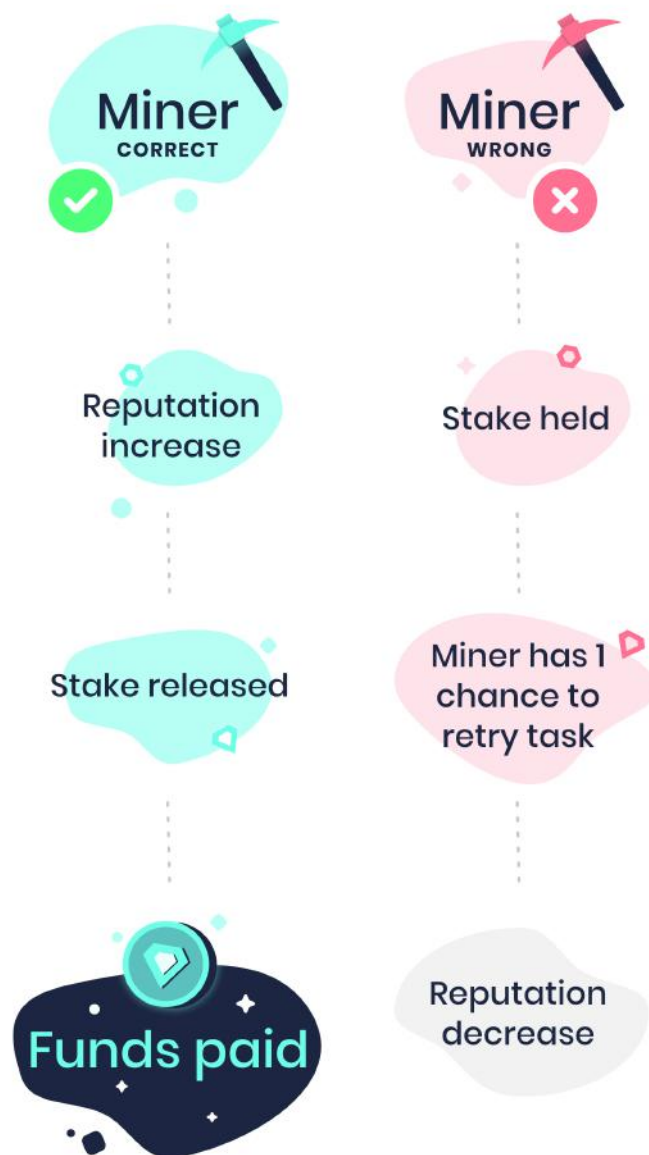 Miner
CORRECT
Reputation
increase
Stake released
Funds paid
Miner
WRONG
Stake held
Miner has 1
chance to
retry task
Reputation
decrease